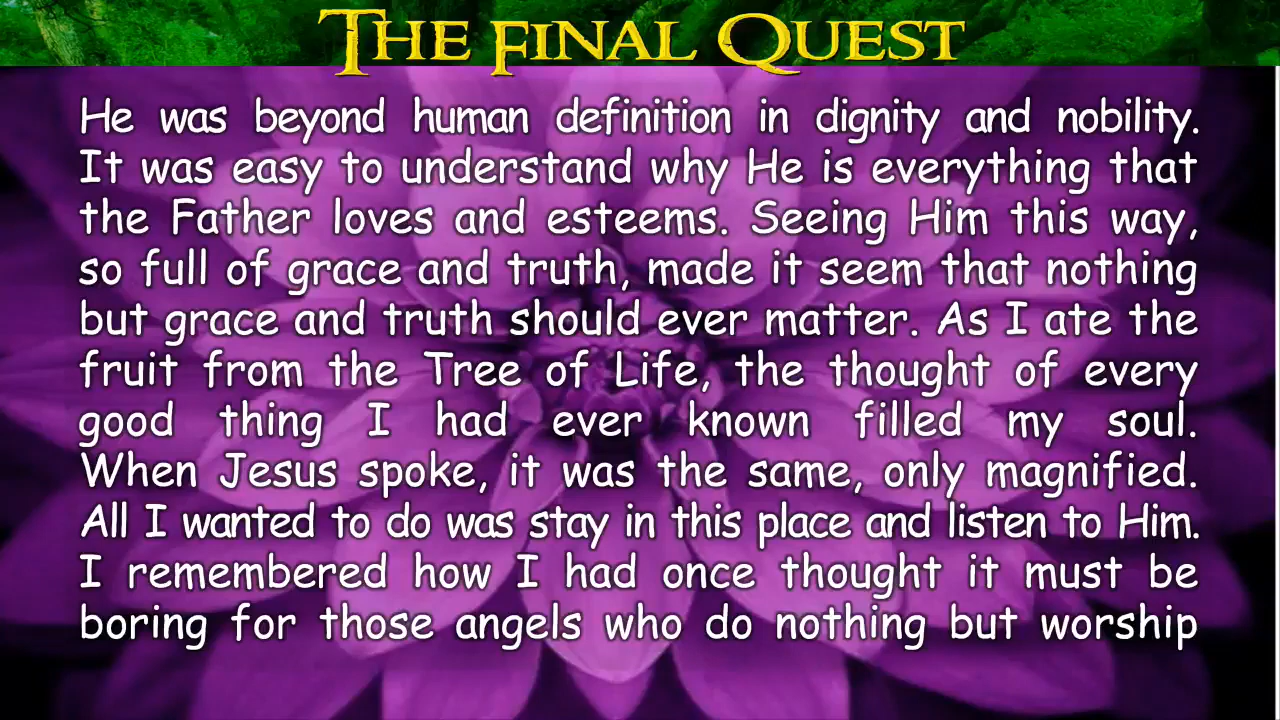 The Final Quest
He was beyond human definition in dignity and nobility.
It was easy to understand why He is everything that
the Father loves and esteems. Seeing Him this way,
so full of grace and truth, made it seem that nothing
but grace and truth should ever matter. As I ate the
fruit from the Tree of Life, the thought of every
good thing I had ever known filled my soul.
When Jesus spoke, it was the same, only magnified.
All I wanted to do was stay in this place and listen to Him.
I remembered how I had once thought it must be
boring for those angels who do nothing but worship